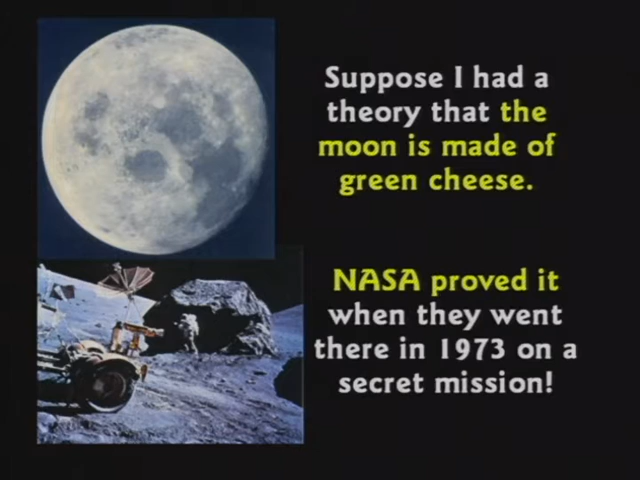 Suppose I had a
theory that the
moon is made of
green cheese.
NASA proved it
when they went
there in 1973 on a
secret mission!